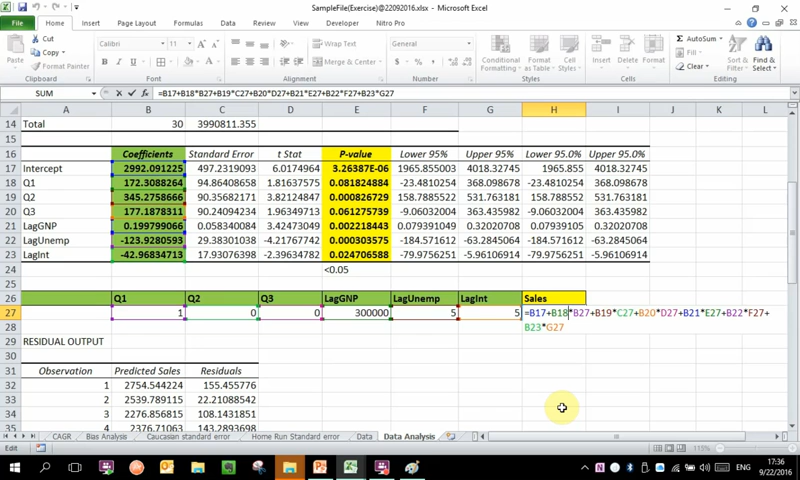 SampleFile(Exercise)@22092016.xlsx - Microsoft Excel
File Home Insert Page Layout Formulas Data Review View Developer Nitro Pro
Cut Copy Format Painter Paste Clipboard
Calibri 11 B I U Font
Wrap Text Merge & Center Alignment
$ % , Number
Conditional Formatting Format as Table Cell Styles Styles
Insert Delete Format Cells
AutoSum Fill Clear Sort & Filter Find & Select Editing
SUM =B17+B18*B27+B19*C27+B20*D27+B21*E27+B22*F27+B23*G27
A B C D E F G H I J K L
14 Total 30 3990811.355
15
16 Coefficients Standard Error t Stat P-value Lower 95% Upper 95% Lower 95.0% Upper 95.0%
17 Intercept 2992.091225 497.2319093 6.0174964 3.26387E-06 1965.855003 4018.32745 1965.855 4018.32745
18 Q1 172.3088264 94.86408658 1.81637575 0.081824884 -23.4810254 368.098678 -23.4810254 368.098678
19 Q2 345.2758666 90.35682171 3.82124847 0.000826729 158.7885522 531.763181 158.788552 531.763181
20 Q3 177.1878311 90.24094234 1.96349713 0.061275739 -9.06032004 363.435982 -9.06032004 363.435982
21 LagGNP 0.199799066 0.058340084 3.42473049 0.002218443 0.079391049 0.32020708 0.07939105 0.32020708
22 LagUnemp -123.9280593 29.38301038 -4.21767742 0.000303575 -184.571612 -63.2845064 -184.571612 -63.2845064
23 LagInt -42.96834713 17.93076398 -2.39634782 0.024706588 -79.9756251 -5.96106914 -79.9756251 -5.96106914
24 <0.05
25
26 Q1 Q2 Q3 LagGNP LagUnemp LagInt Sales
27 1 0 0 300000 5 5 =B17+B18*B27+B19*C27+B20*D27+B21*E27+B22*F27+
28 B23*G27
29 RESIDUAL OUTPUT
30
31 Observation Predicted Sales Residuals
32 1 2754.544224 155.455776
33 2 2539.789115 22.21088542
34 3 2276.856815 108.1431851
35 4 2376.71063 143.2893698
CAGR Bias Analysis Caucasian standard error Home Run Standard error Data Data Analysis
Edit 115%
ENG 17:36
9/22/2016